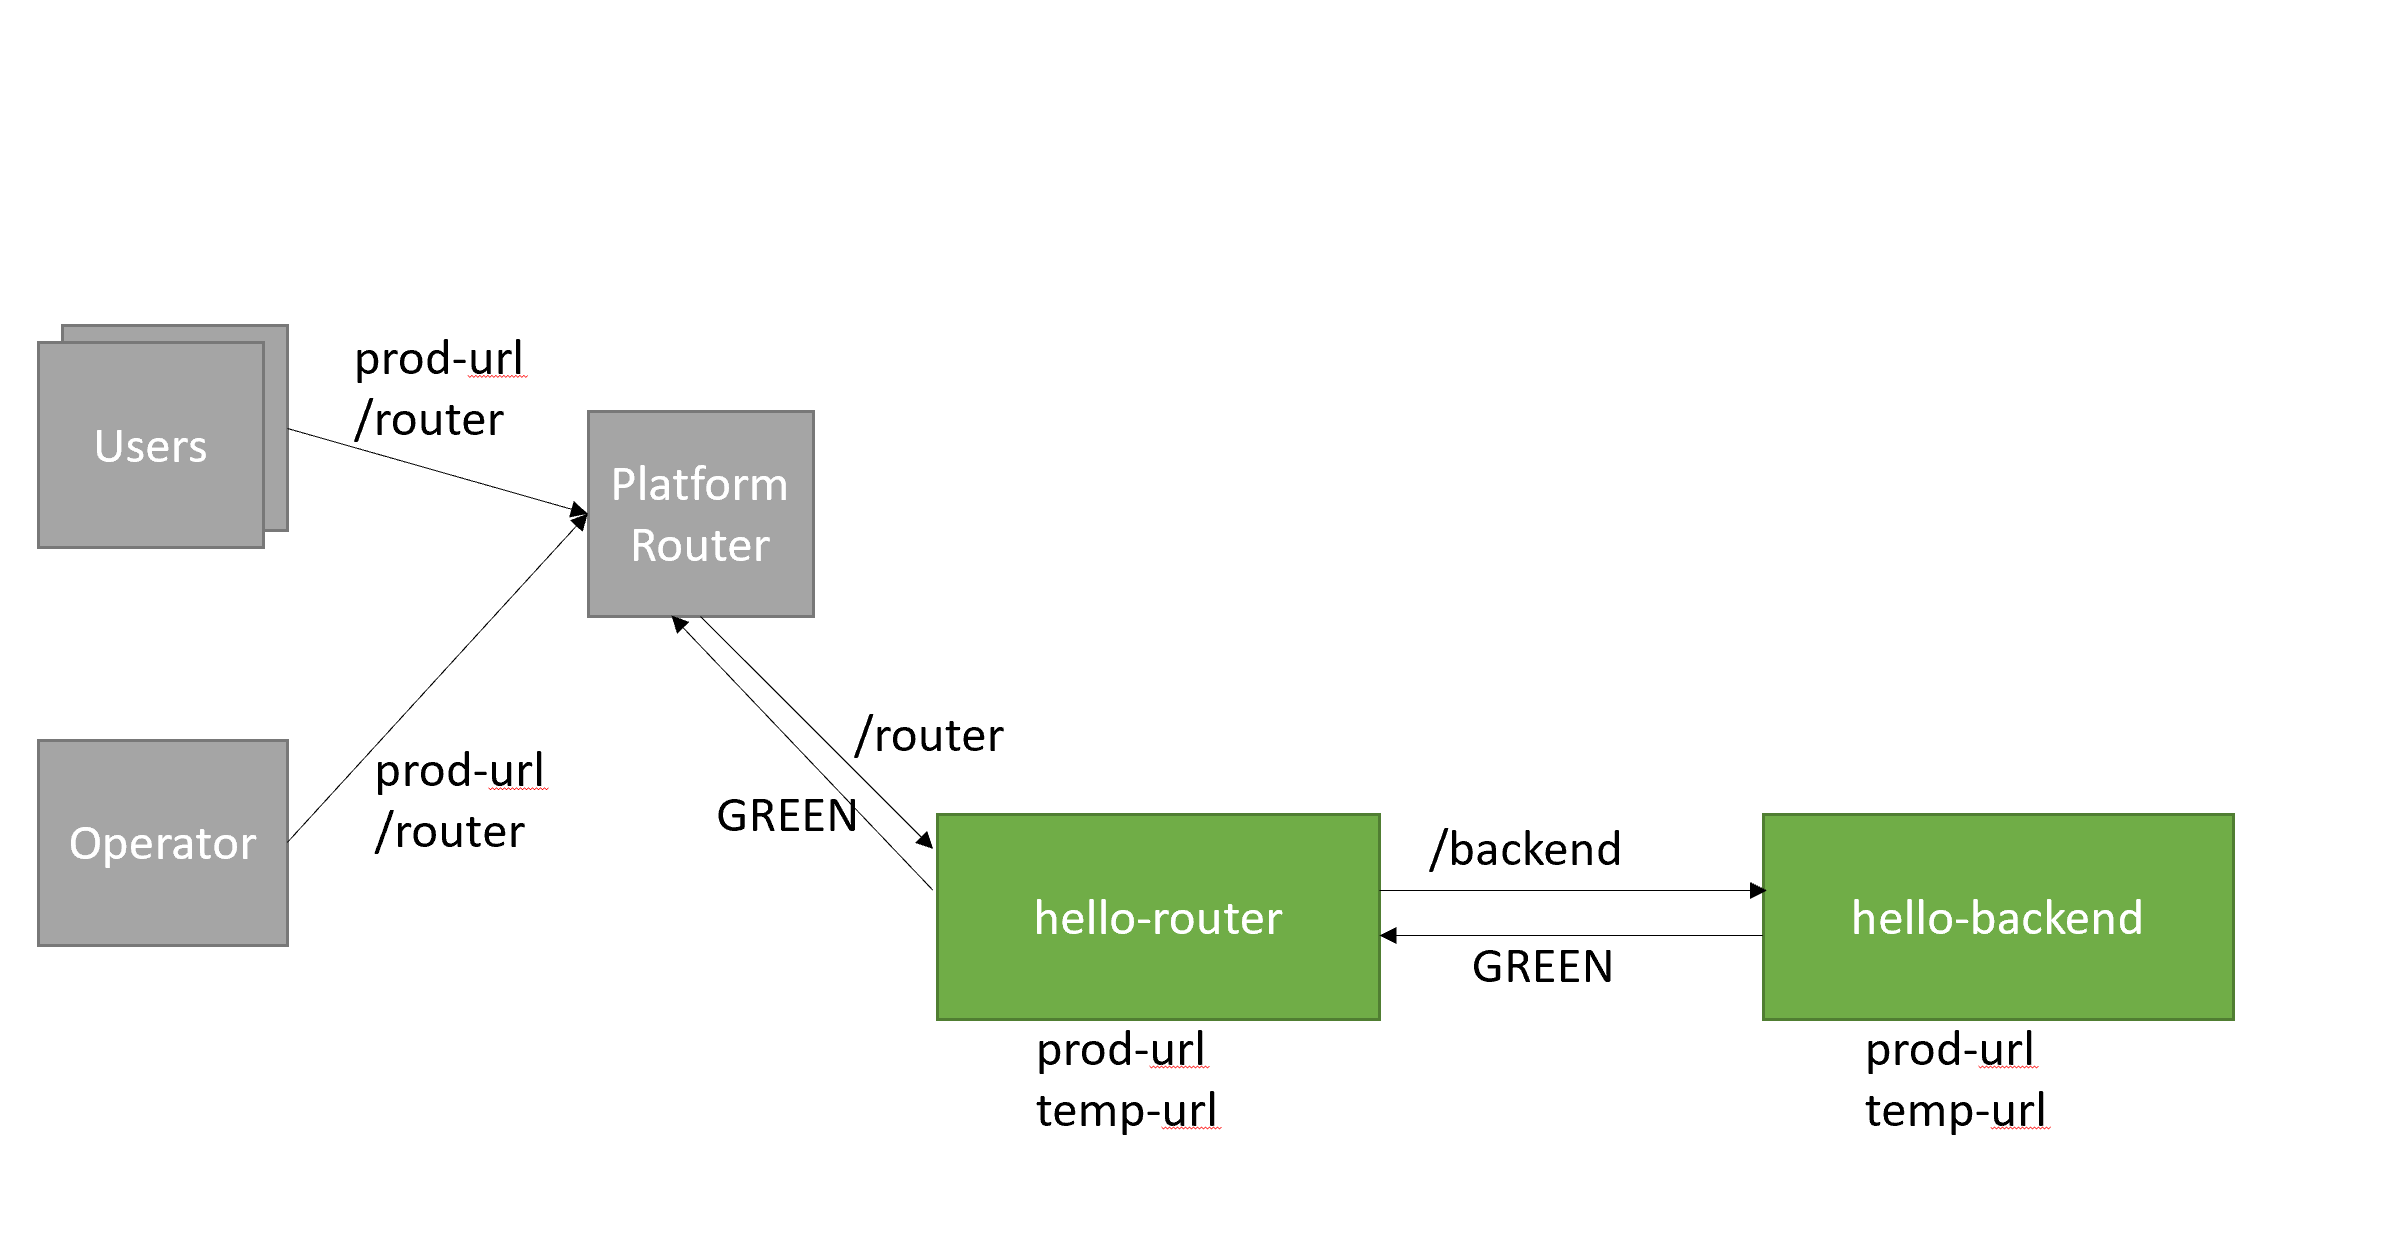 Users
prod-url
/router
Platform
Router
Operator
prod-url
/router
/router
GREEN
hello-router
prod-url
temp-url
/backend
GREEN
hello-backend
prod-url
temp-url